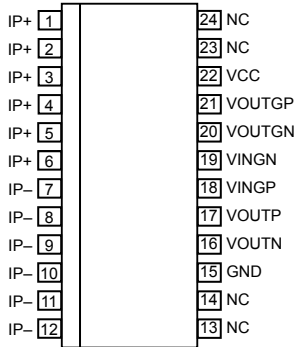 IP+ 1 24 NC
IP+ 2 23 NC
IP+ 3 22 VCC
IP+ 4 21 VOUTGP
IP+ 5 20 VOUTGN
IP+ 6 19 VINGN
IP– 7 18 VINGP
IP– 8 17 VOUTP
IP– 9 16 VOUTN
IP– 10 15 GND
IP– 11 14 NC
IP– 12 13 NC